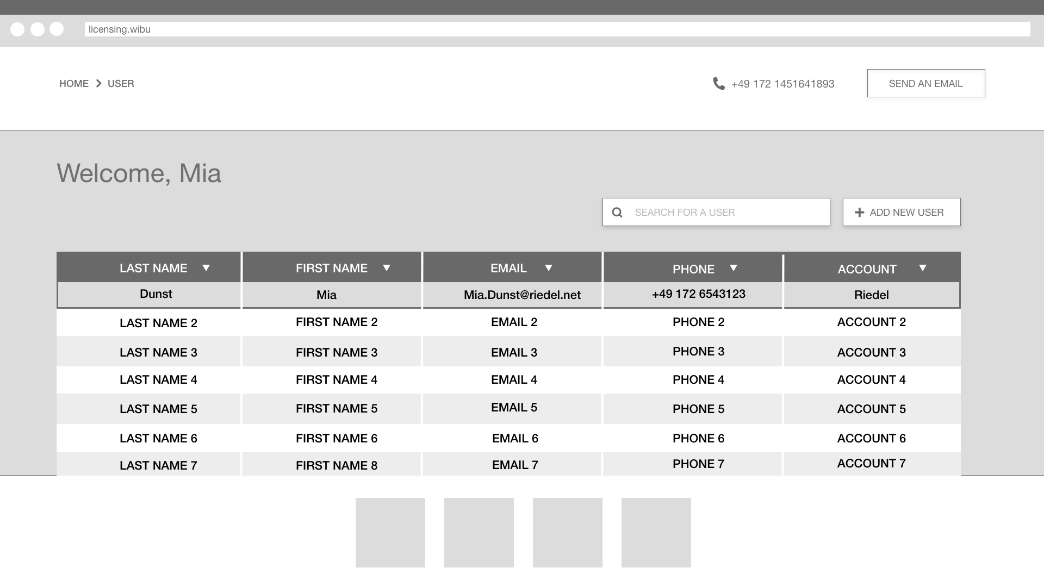 licensing.wibu
HOME > USER
+49 172 1451641893
SEND AN EMAIL
Welcome, Mia
SEARCH FOR A USER
+ ADD NEW USER
LAST NAME ▼ FIRST NAME ▼ EMAIL ▼ PHONE ▼ ACCOUNT ▼
Dunst Mia Mia.Dunst@riedel.net +49 172 6543123 Riedel
LAST NAME 2 FIRST NAME 2 EMAIL 2 PHONE 2 ACCOUNT 2
LAST NAME 3 FIRST NAME 3 EMAIL 3 PHONE 3 ACCOUNT 3
LAST NAME 4 FIRST NAME 4 EMAIL 4 PHONE 4 ACCOUNT 4
LAST NAME 5 FIRST NAME 5 EMAIL 5 PHONE 5 ACCOUNT 5
LAST NAME 6 FIRST NAME 6 EMAIL 6 PHONE 6 ACCOUNT 6
LAST NAME 7 FIRST NAME 8 EMAIL 7 PHONE 7 ACCOUNT 7